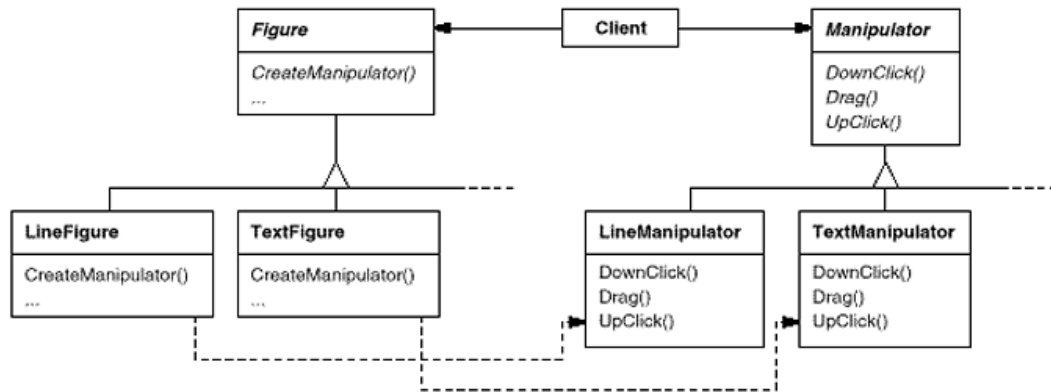 Figure
CreateManipulator()
...
Client
Manipulator
DownClick()
Drag()
UpClick()
LineFigure
CreateManipulator()
...
TextFigure
CreateManipulator()
...
LineManipulator
DownClick()
Drag()
UpClick()
TextManipulator
DownClick()
Drag()
UpClick()